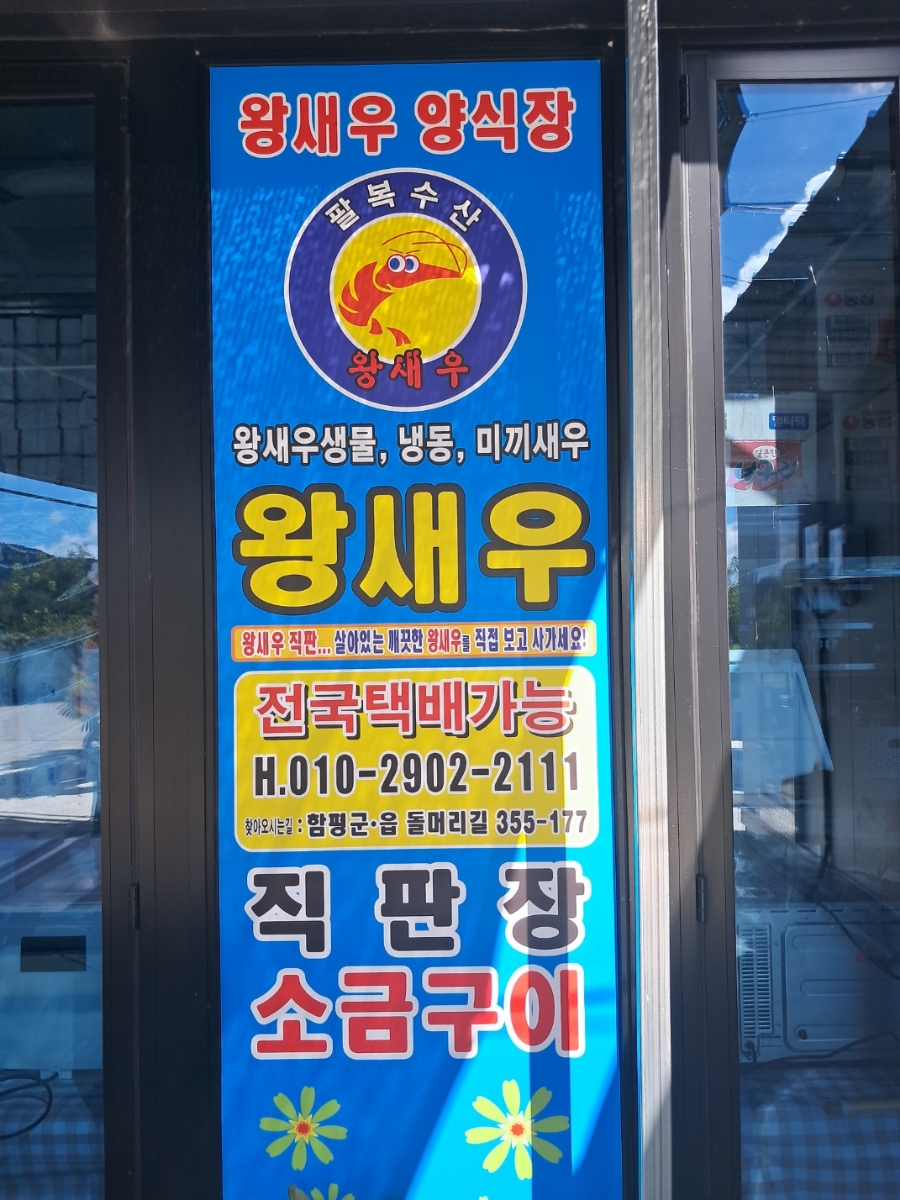 왕새우 양식장
팔복수산
왕새우
왕새우생물, 냉동, 미끼새우
왕새우
왕새우 직판... 살아있는 깨끗한 왕새우를 직접 보고 사가세요!
전국택배가능
H.010-2902-2111
찾아오시는길 : 함평군·읍 돌머리길 355-177
직판장
소금구이